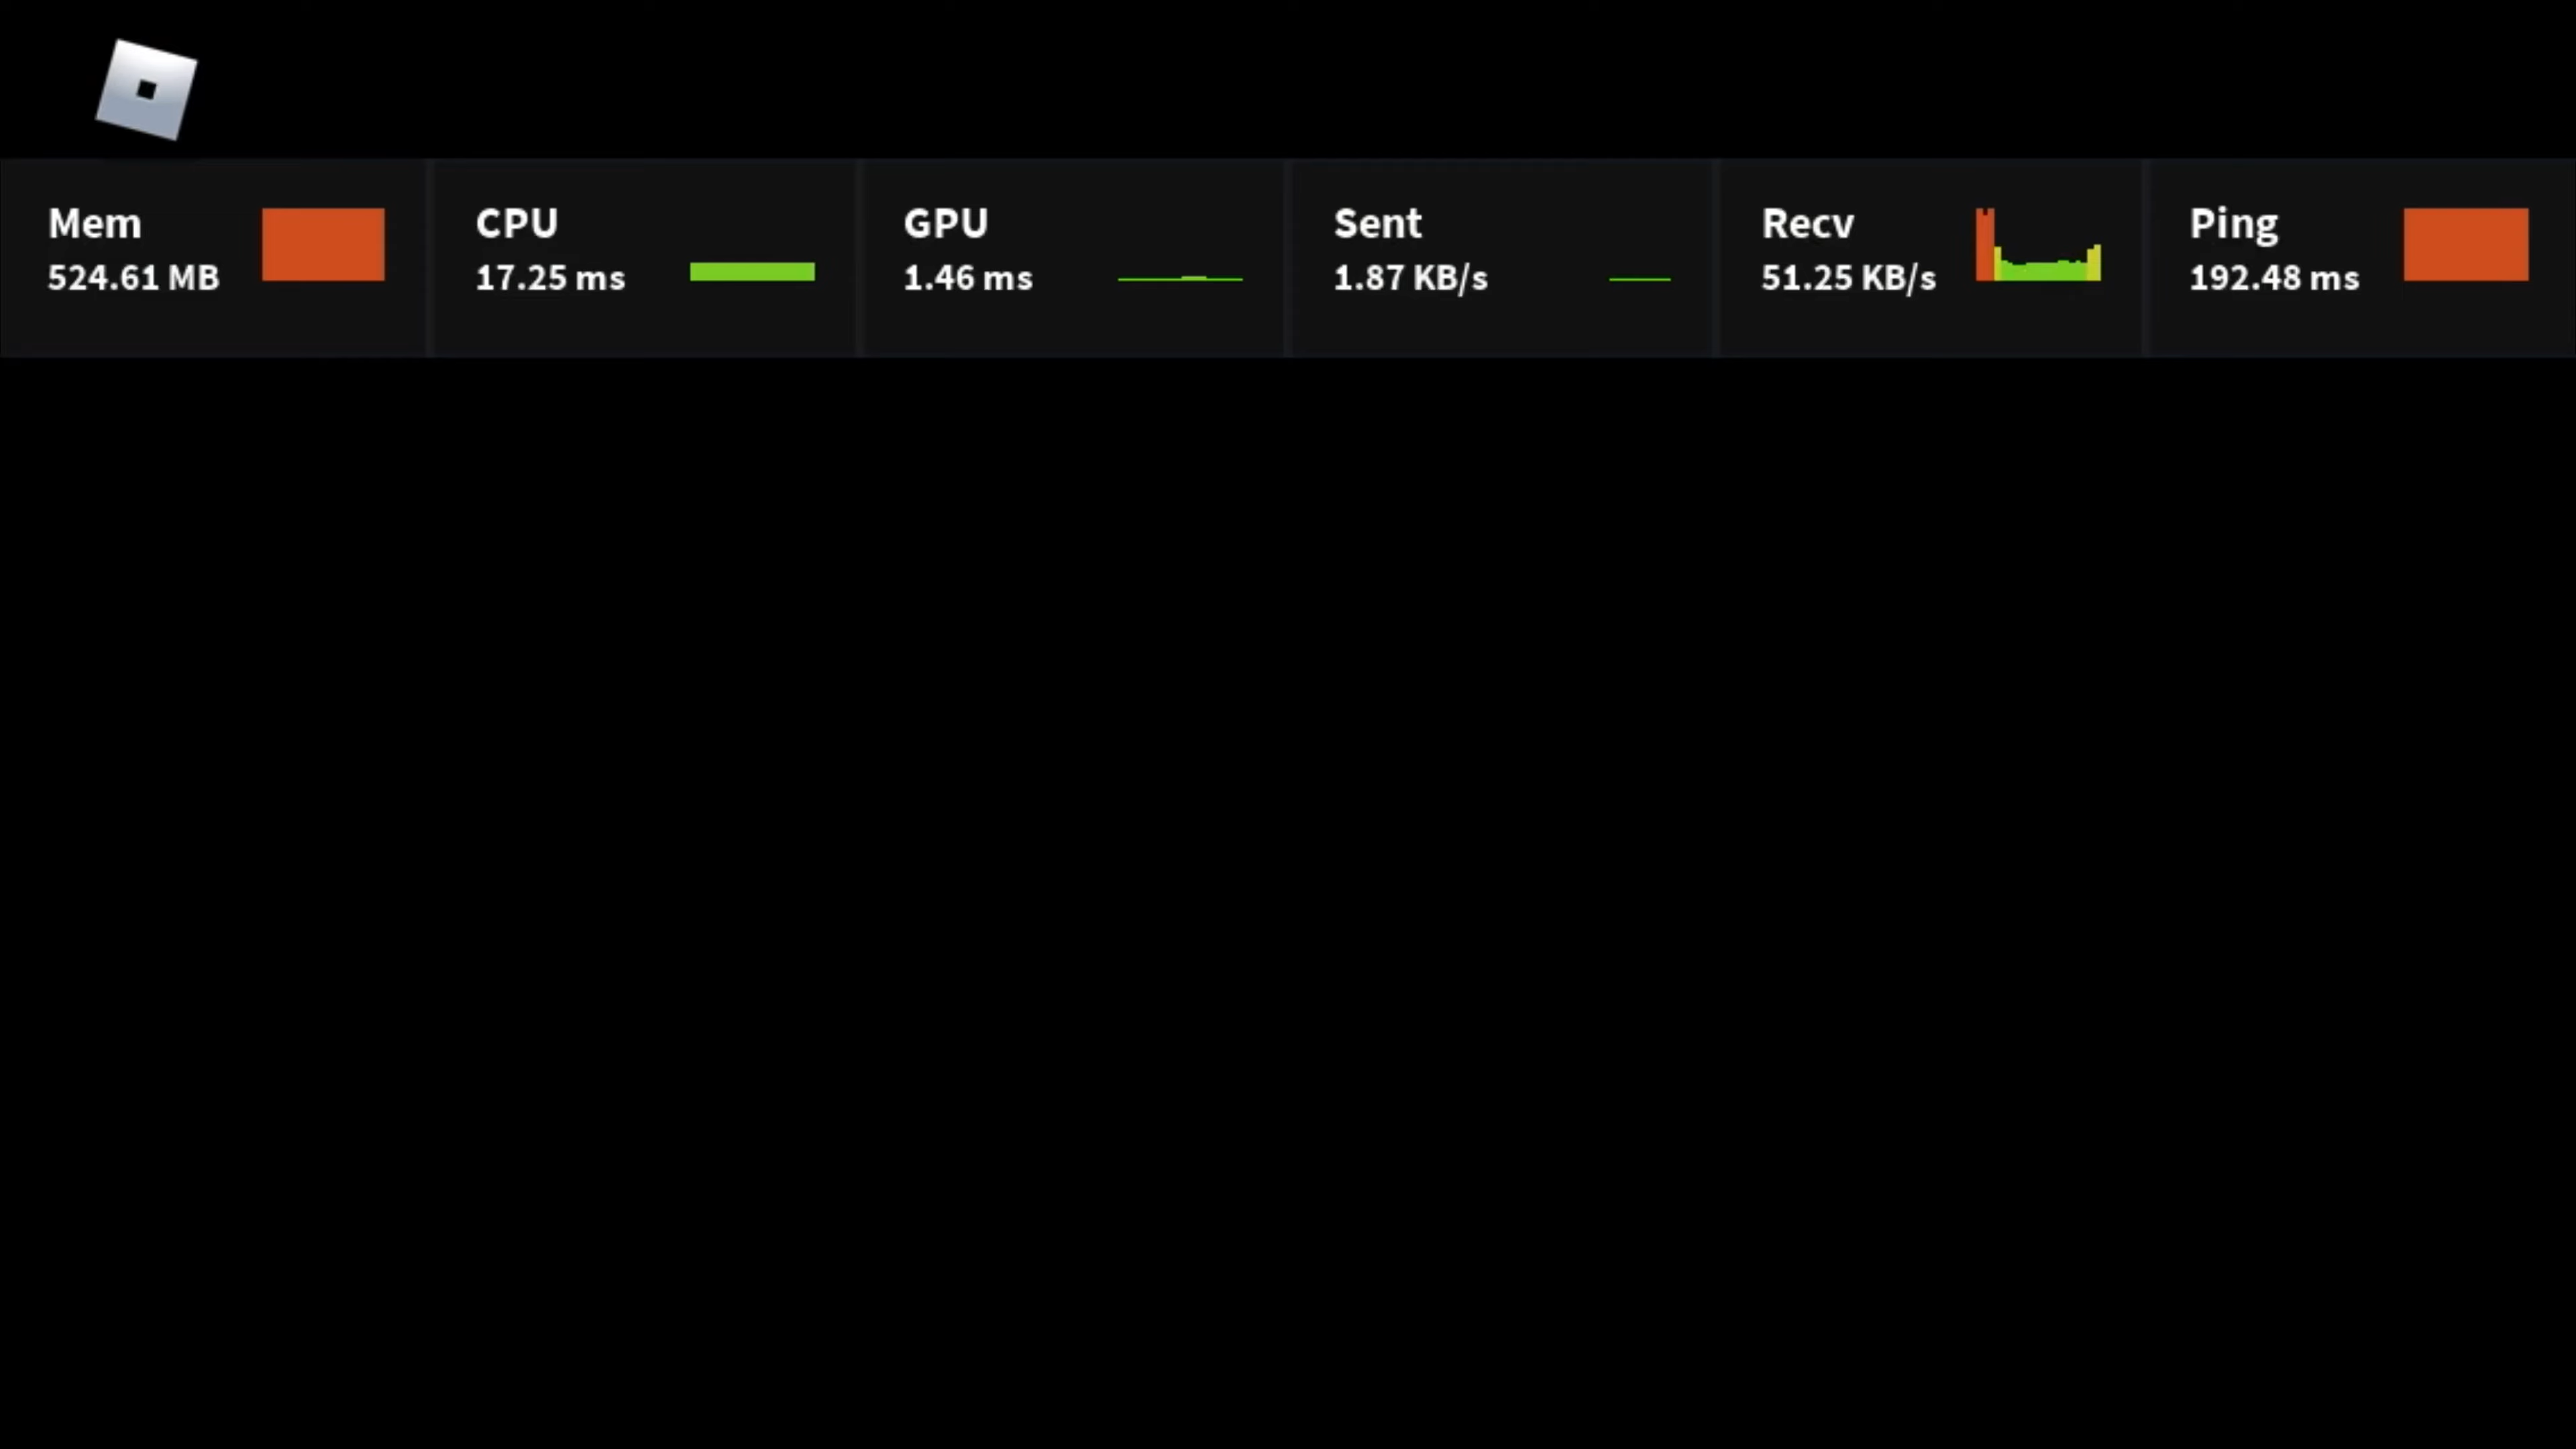 Mem
524.61 MB
CPU
17.25 ms
GPU
1.46 ms
Sent
1.87 KB/s
Recv
51.25 KB/s
Ping
192.48 ms